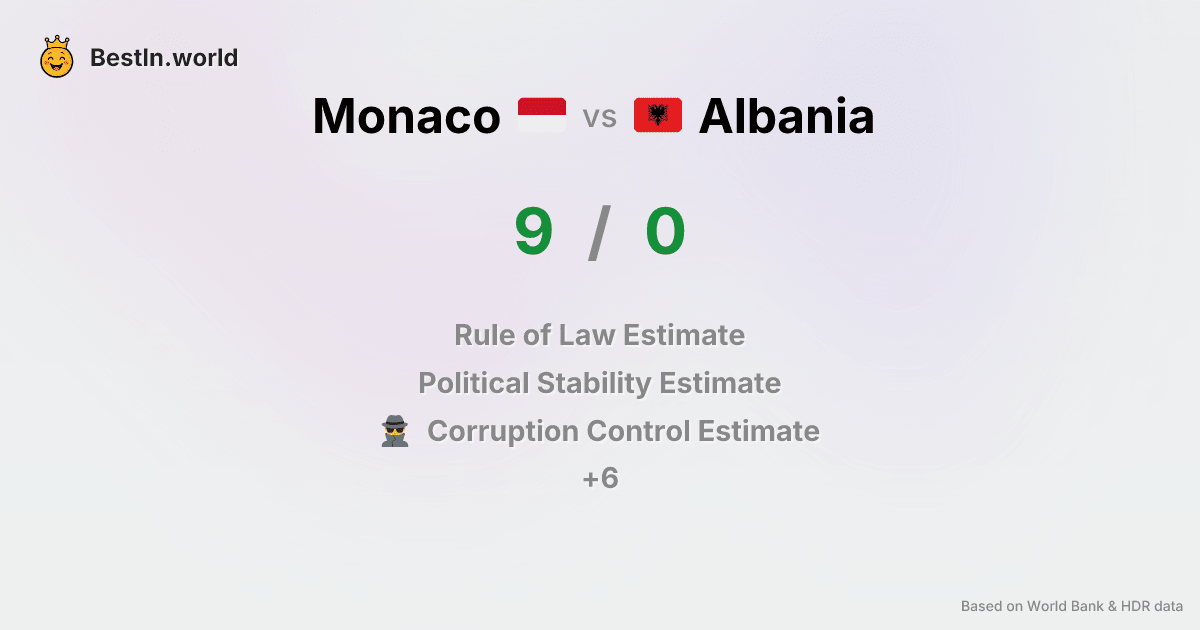 BestIn.world
Monaco vs Albania
9 / 0
Rule of Law Estimate
Political Stability Estimate
Corruption Control Estimate
+6
Based on World Bank & HDR data